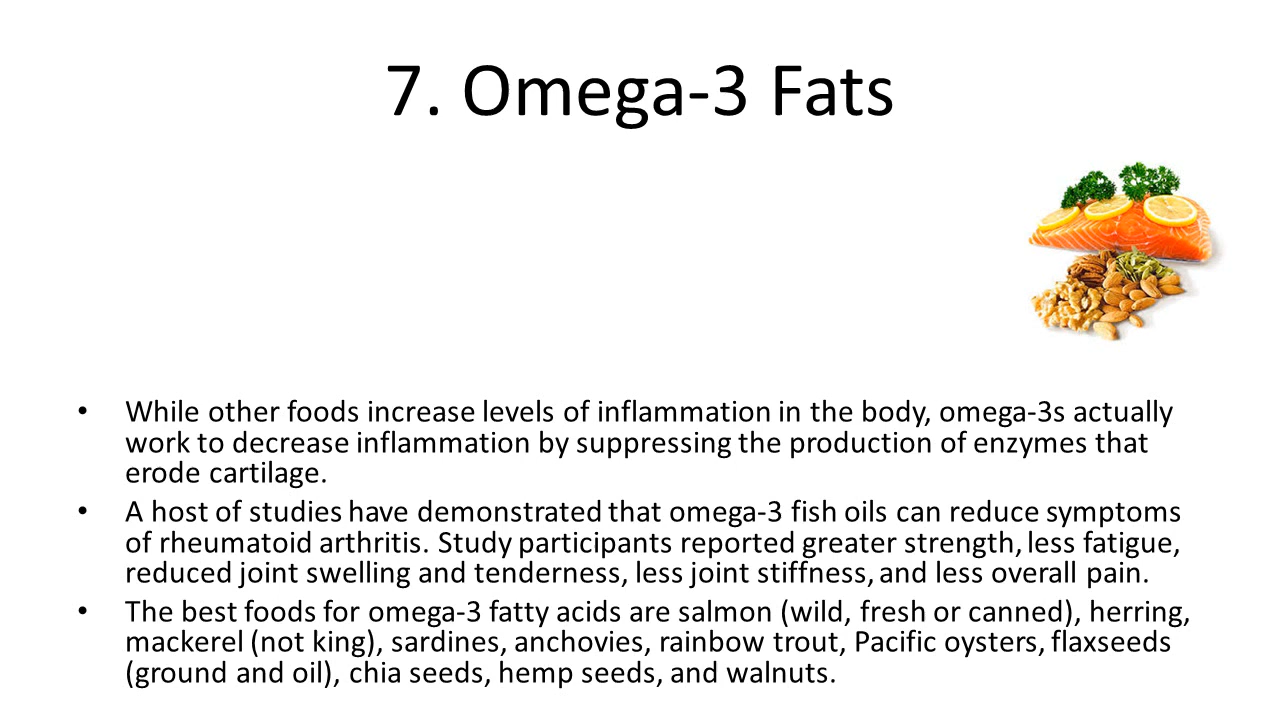 7. Omega-3 Fats
• While other foods increase levels of inflammation in the body, omega-3s actually
work to decrease inflammation by suppressing the production of enzymes that
erode cartilage.
• A host of studies have demonstrated that omega-3 fish oils can reduce symptoms
of rheumatoid arthritis. Study participants reported greater strength, less fatigue,
reduced joint swelling and tenderness, less joint stiffness, and less overall pain.
• The best foods for omega-3 fatty acids are salmon (wild, fresh or canned), herring,
mackerel (not king), sardines, anchovies, rainbow trout, Pacific oysters, flaxseeds
(ground and oil), chia seeds, hemp seeds, and walnuts.